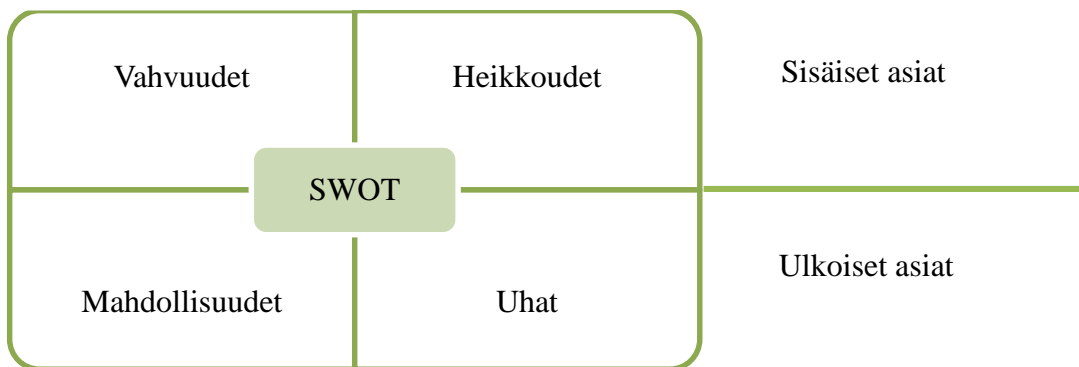 Vahvuudet
Heikkoudet
Sisäiset asiat
SWOT
Mahdollisuudet
Uhat
Ulkoiset asiat